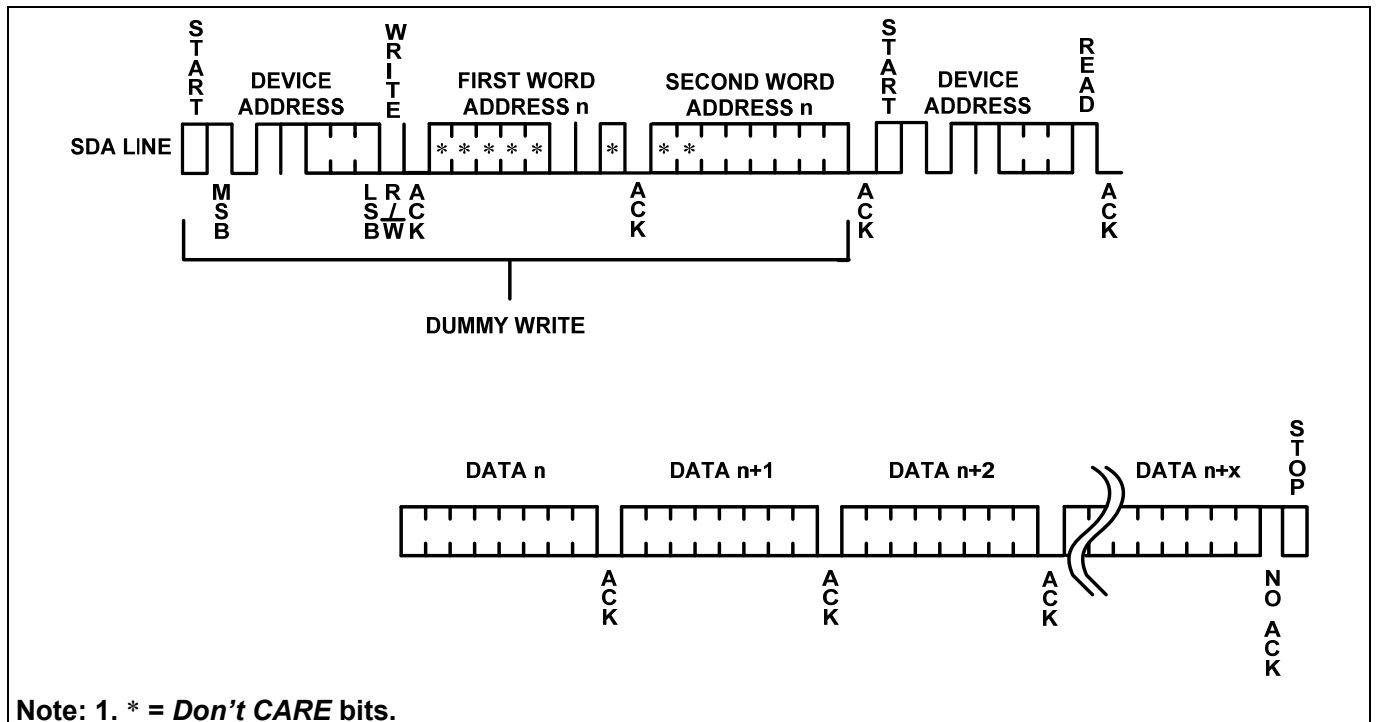 START
WRITE
START
READ
DEVICE
ADDRESS
FIRST WORD
ADDRESS n
SECOND WORD
ADDRESS n
DEVICE
ADDRESS
SDA LINE
* * * * *
*
* *
MSB
LSB
R/W
ACK
ACK
ACK
ACK
DUMMY WRITE
DATA n
DATA n+1
DATA n+2
DATA n+x
STOP
ACK
ACK
ACK
NO ACK
Note: 1. * = Don't CARE bits.